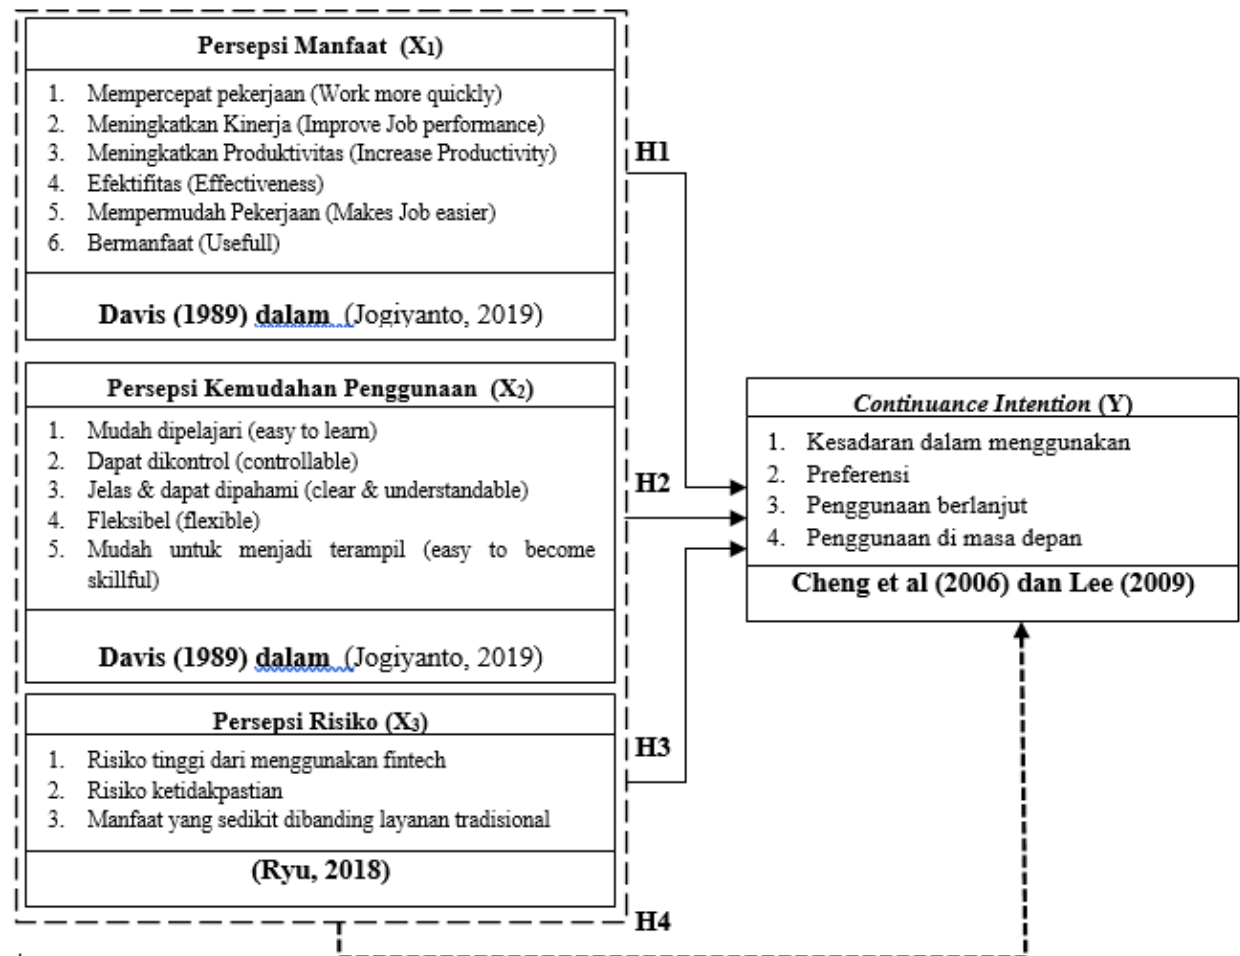 Persepsi Manfaat (X1)
1. Mempercepat pekerjaan (Work more quickly)
2. Meningkatkan Kinerja (Improve Job performance)
3. Meningkatkan Produktivitas (Increase Productivity)
4. Efektifitas (Effectiveness)
5. Mempermudah Pekerjaan (Makes Job easier)
6. Bermanfaat (Usefull)
Davis (1989) dalam (Jogiyanto, 2019)
H1
Persepsi Kemudahan Penggunaan (X2)
1. Mudah dipelajari (easy to learn)
2. Dapat dikontrol (controllable)
3. Jelas & dapat dipahami (clear & understandable)
4. Fleksibel (flexible)
5. Mudah untuk menjadi terampil (easy to become
skillful)
Davis (1989) dalam (Jogiyanto, 2019)
H2
Persepsi Risiko (X3)
1. Risiko tinggi dari menggunakan fintech
2. Risiko ketidakpastian
3. Manfaat yang sedikit dibanding layanan tradisional
(Ryu, 2018)
H3
H4
Continuance Intention (Y)
1. Kesadaran dalam menggunakan
2. Preferensi
3. Penggunaan berlanjut
4. Penggunaan di masa depan
Cheng et al (2006) dan Lee (2009)